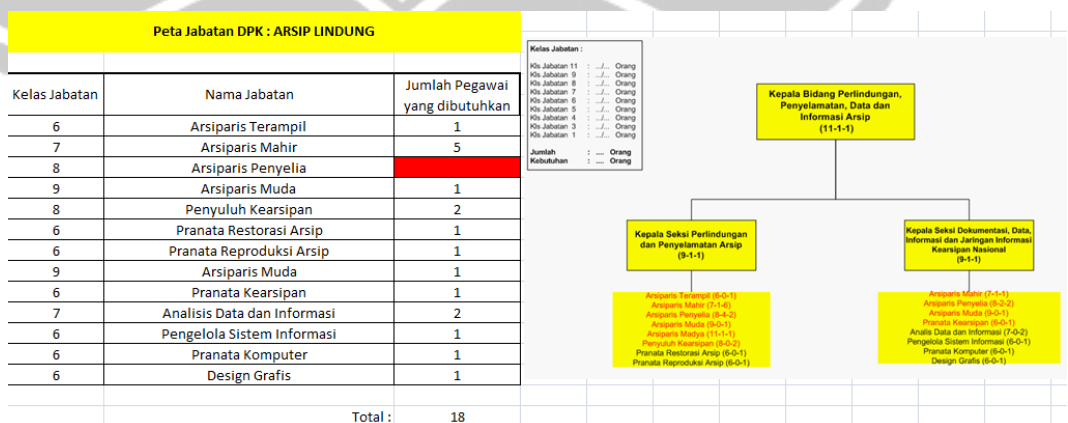 Peta Jabatan DPK : ARSIP LINDUNG
Kelas Jabatan Nama Jabatan Jumlah Pegawai
yang dibutuhkan
6 Arsiparis Terampil 1
7 Arsiparis Mahir 5
8 Arsiparis Penyelia
9 Arsiparis Muda 1
8 Penyuluh Kearsipan 2
6 Pranata Restorasi Arsip 1
6 Pranata Reproduksi Arsip 1
9 Arsiparis Muda 1
6 Pranata Kearsipan 1
7 Analisis Data dan Informasi 2
6 Pengelola Sistem Informasi 1
6 Pranata Komputer 1
6 Design Grafis 1
Total : 18
Kelas Jabatan :
Kls Jabatan 11 : .../... Orang
Kls Jabatan 9 : .../... Orang
Kls Jabatan 8 : .../... Orang
Kls Jabatan 7 : .../... Orang
Kls Jabatan 6 : .../... Orang
Kls Jabatan 5 : .../... Orang
Kls Jabatan 4 : .../... Orang
Kls Jabatan 3 : .../... Orang
Kls Jabatan 1 : .../... Orang
Jumlah : .... Orang
Kebutuhan : .... Orang
Kepala Bidang Perlindungan,
Penyelamatan, Data dan
Informasi Arsip
(11-1-1)
Kepala Seksi Perlindungan
dan Penyelamatan Arsip
(9-1-1)
Arsiparis Terampil (6-0-1)
Arsiparis Mahir (7-1-6)
Arsiparis Penyelia (8-4-2)
Arsiparis Muda (9-0-1)
Arsiparis Madya (11-1-1)
Penyuluh Kearsipan (8-0-2)
Pranata Restorasi Arsip (6-0-1)
Pranata Reproduksi Arsip (6-0-1)
Kepala Seksi Dokumentasi, Data,
Informasi dan Jaringan Informasi
Kearsipan Nasional
(9-1-1)
Arsiparis Mahir (7-1-1)
Arsiparis Penyelia (8-2-2)
Arsiparis Muda (9-0-1)
Pranata Kearsipan (6-0-1)
Analis Data dan Informasi (7-0-2)
Pengelola Sistem Informasi (6-0-1)
Pranata Komputer (6-0-1)
Design Grafis (6-0-1)